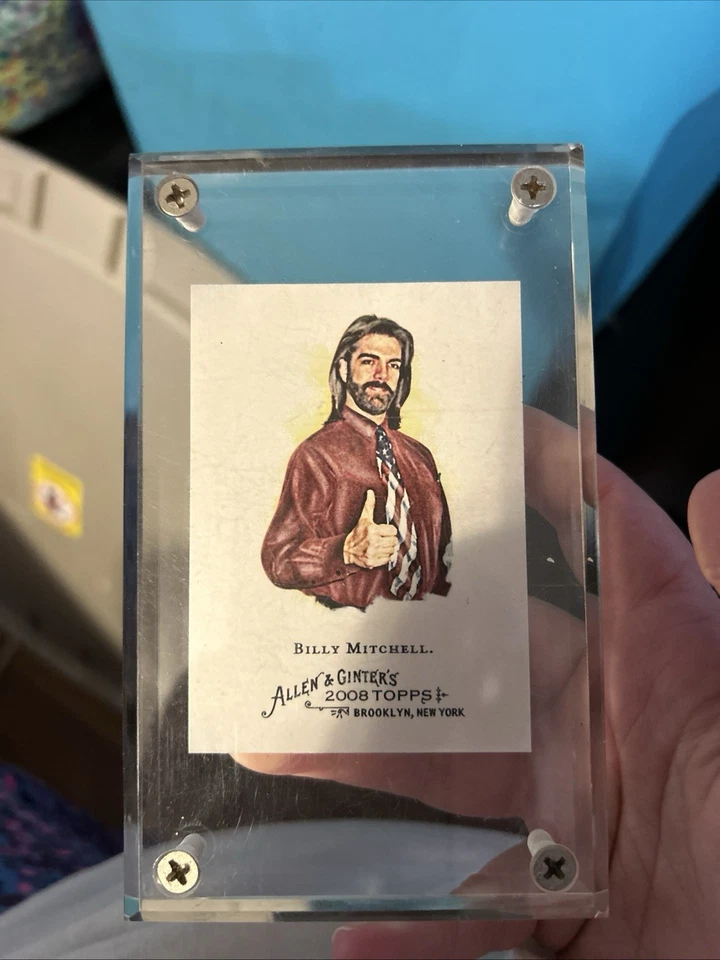 BILLY MITCHELL.
ALLEN & GINTER'S
2008 TOPPS
BROOKLYN, NEW YORK